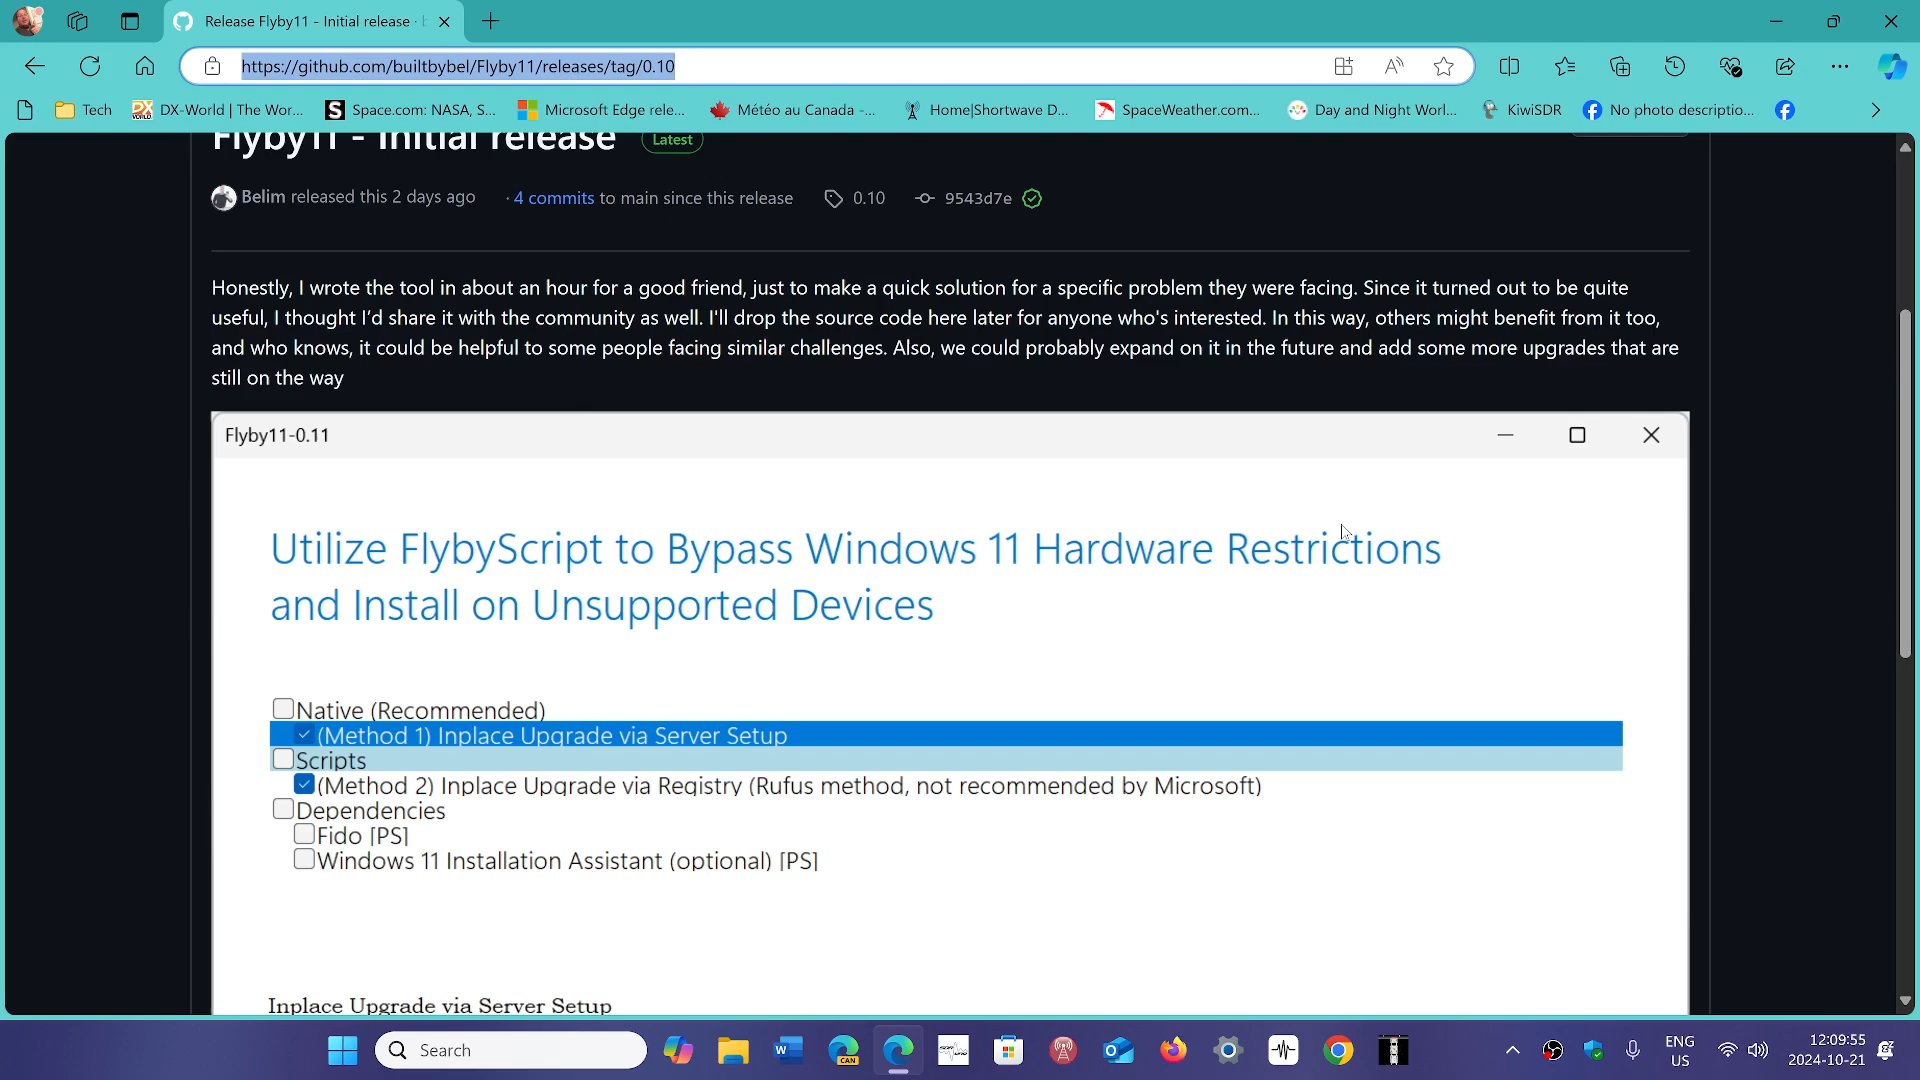 Release Flyby11 - Initial release ·
https://github.com/builtbybel/Flyby11/releases/tag/0.10
Tech
DX-World | The Wor...
Space.com: NASA, S...
Microsoft Edge rele...
Météo au Canada -...
Home|Shortwave D...
SpaceWeather.com...
Day and Night Worl...
KiwiSDR
No photo descriptio...
Flyby11 - Initial release
Latest
Belim released this 2 days ago
· 4 commits to main since this release
0.10
9543d7e
Honestly, I wrote the tool in about an hour for a good friend, just to make a quick solution for a specific problem they were facing. Since it turned out to be quite
useful, I thought I'd share it with the community as well. I'll drop the source code here later for anyone who's interested. In this way, others might benefit from it too,
and who knows, it could be helpful to some people facing similar challenges. Also, we could probably expand on it in the future and add some more upgrades that are
still on the way
Flyby11-0.11
Utilize FlybyScript to Bypass Windows 11 Hardware Restrictions
and Install on Unsupported Devices
Native (Recommended)
(Method 1) Inplace Upgrade via Server Setup
Scripts
(Method 2) Inplace Upgrade via Registry (Rufus method, not recommended by Microsoft)
Dependencies
Fido [PS]
Windows 11 Installation Assistant (optional) [PS]
Inplace Upgrade via Server Setup
Search
CAN
ENG
US
12:09:55
2024-10-21